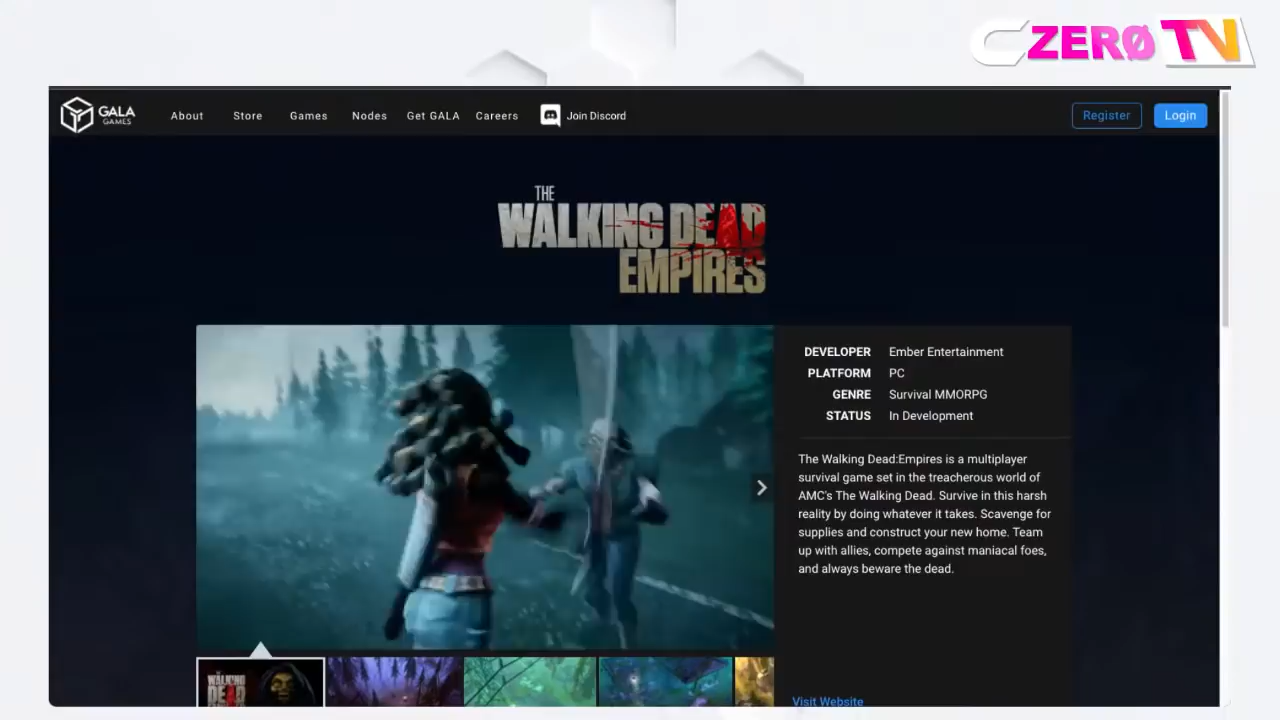 ZERØ TV
GALA
GAMES
About
Store
Games
Nodes
Get GALA
Careers
Join Discord
Register
Login
THE
WALKING DEAD
EMPIRES
DEVELOPER Ember Entertainment
PLATFORM PC
GENRE Survival MMORPG
STATUS In Development
The Walking Dead:Empires is a multiplayer
survival game set in the treacherous world of
AMC's The Walking Dead. Survive in this harsh
reality by doing whatever it takes. Scavenge for
supplies and construct your new home. Team
up with allies, compete against maniacal foes,
and always beware the dead.
WALKING
DEAD
Visit Website